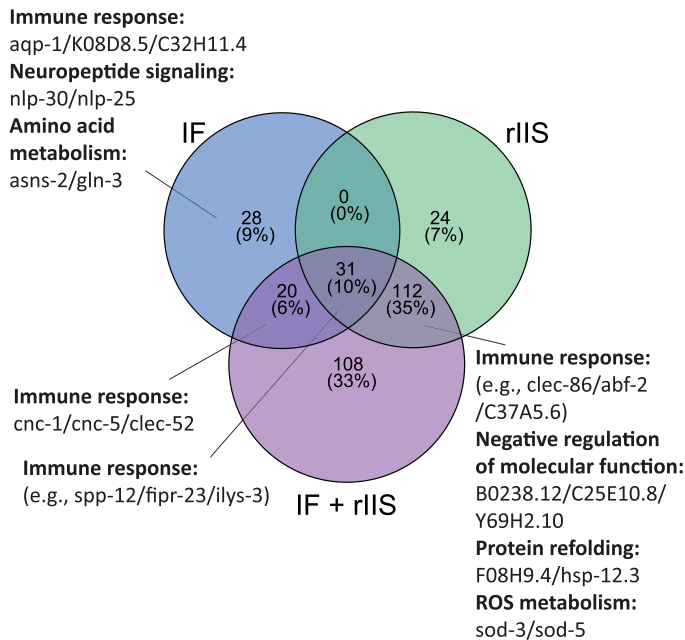 Immune response:
aqp-1/K08D8.5/C32H11.4
Neuropeptide signaling:
nlp-30/nlp-25
Amino acid
metabolism:
asns-2/gln-3
IF
rIIS
0
(0%)
28
(9%)
24
(7%)
31
(10%)
20
(6%)
112
(35%)
108
(33%)
Immune response:
cnc-1/cnc-5/clec-52
Immune response:
(e.g., spp-12/fipr-23/ilys-3)
IF + rIIS
Immune response:
(e.g., clec-86/abf-2
/C37A5.6)
Negative regulation
of molecular function:
B0238.12/C25E10.8/
Y69H2.10
Protein refolding:
F08H9.4/hsp-12.3
ROS metabolism:
sod-3/sod-5